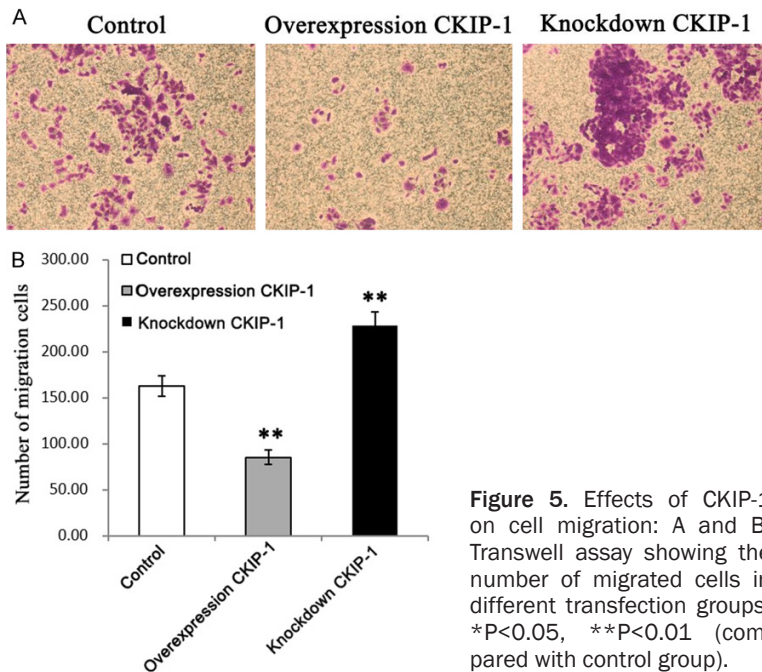 A
Control
Overexpression CKIP-1
Knockdown CKIP-1
B
Number of migration cells
300.00
250.00
200.00
150.00
100.00
50.00
0.00
Control
Overexpression CKIP-1
Knockdown CKIP-1
**
**
Control
Overexpression CKIP-1
Knockdown CKIP-1
Figure 5. Effects of CKIP-1
on cell migration: A and B
Transwell assay showing the
number of migrated cells in
different transfection groups
*P<0.05, **P<0.01 (com
pared with control group).